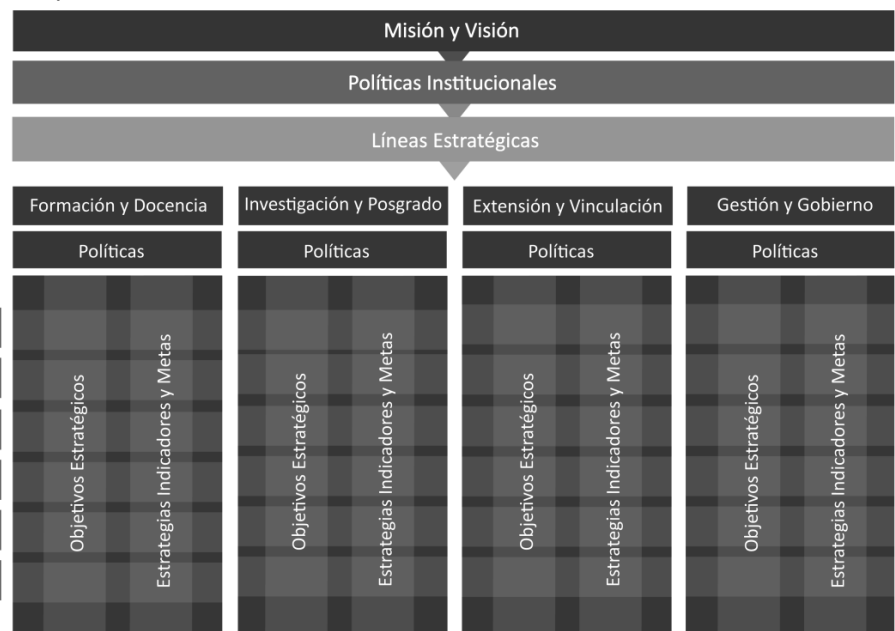 Misión y Visión
Políticas Institucionales
Líneas Estratégicas
Formación y Docencia
Investigación y Posgrado
Extensión y Vinculación
Gestión y Gobierno
Políticas
Políticas
Políticas
Políticas
Objetivos Estratégicos
Estrategias Indicadores y Metas
Objetivos Estratégicos
Estrategias Indicadores y Metas
Objetivos Estratégicos
Estrategias Indicadores y Metas
Objetivos Estratégicos
Estrategias Indicadores y Metas